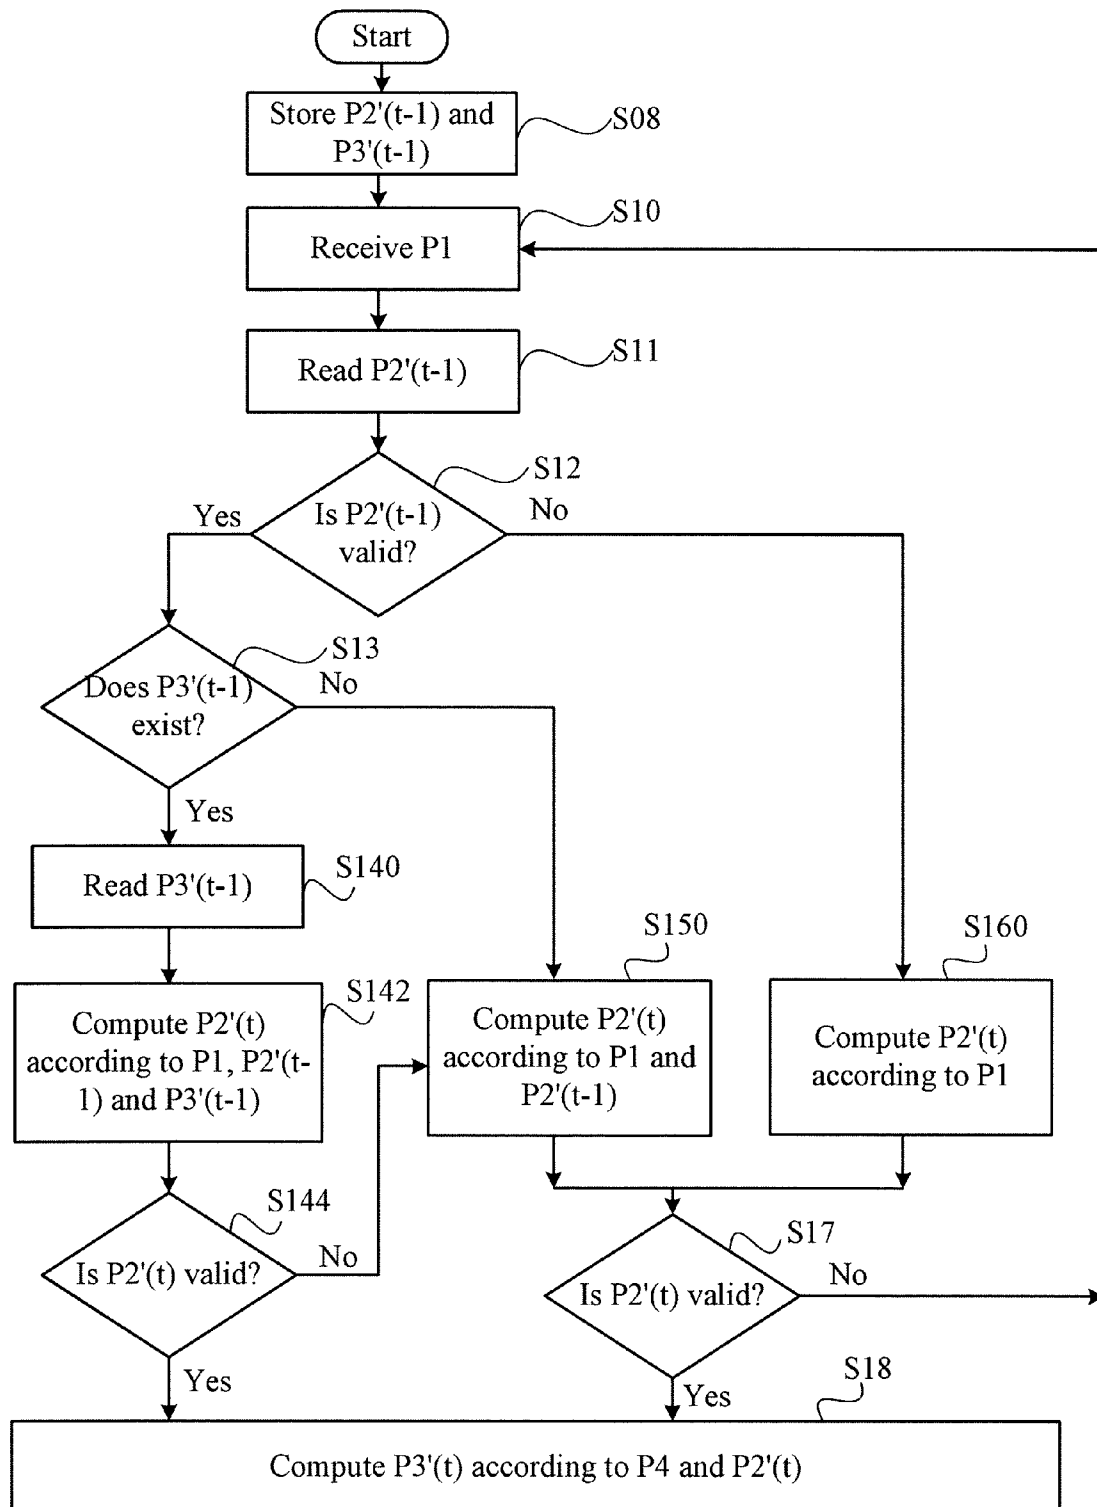 Start
Store P2'(t-1) and
P3'(t-1)
S08
S10
Receive P1
Read P2'(t-1)
S11
S12
Is P2'(t-1)
valid?
Yes
No
S13
Does P3'(t-1)
exist?
No
Yes
Read P3'(t-1)
S140
S150
S160
Compute P2'(t)
according to P1, P2'(t-
1) and P3'(t-1)
S142
Compute P2'(t)
according to P1 and
P2'(t-1)
Compute P2'(t)
according to P1
S144
Is P2'(t) valid?
No
S17
Is P2'(t) valid?
No
Yes
Yes
S18
Compute P3'(t) according to P4 and P2'(t)